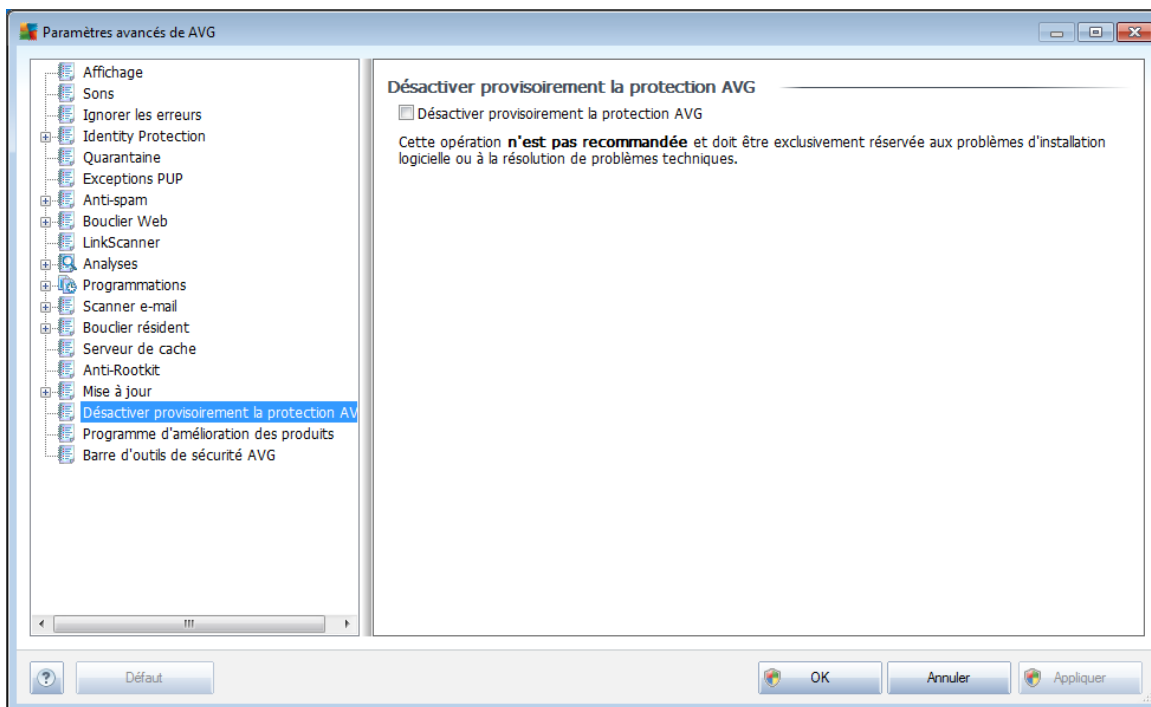 Paramètres avancés de AVG
Affichage
Sons
Ignorer les erreurs
Identity Protection
Quarantaine
Exceptions PUP
Anti-spam
Bouclier Web
LinkScanner
Analyses
Programmations
Scanner e-mail
Bouclier résident
Serveur de cache
Anti-Rootkit
Mise à jour
Désactiver provisoirement la protection AV
Programme d'amélioration des produits
Barre d'outils de sécurité AVG
Désactiver provisoirement la protection AVG
Désactiver provisoirement la protection AVG
Cette opération n'est pas recommandée et doit être exclusivement réservée aux problèmes d'installation
logicielle ou à la résolution de problèmes techniques.
Défaut
OK
Annuler
Appliquer